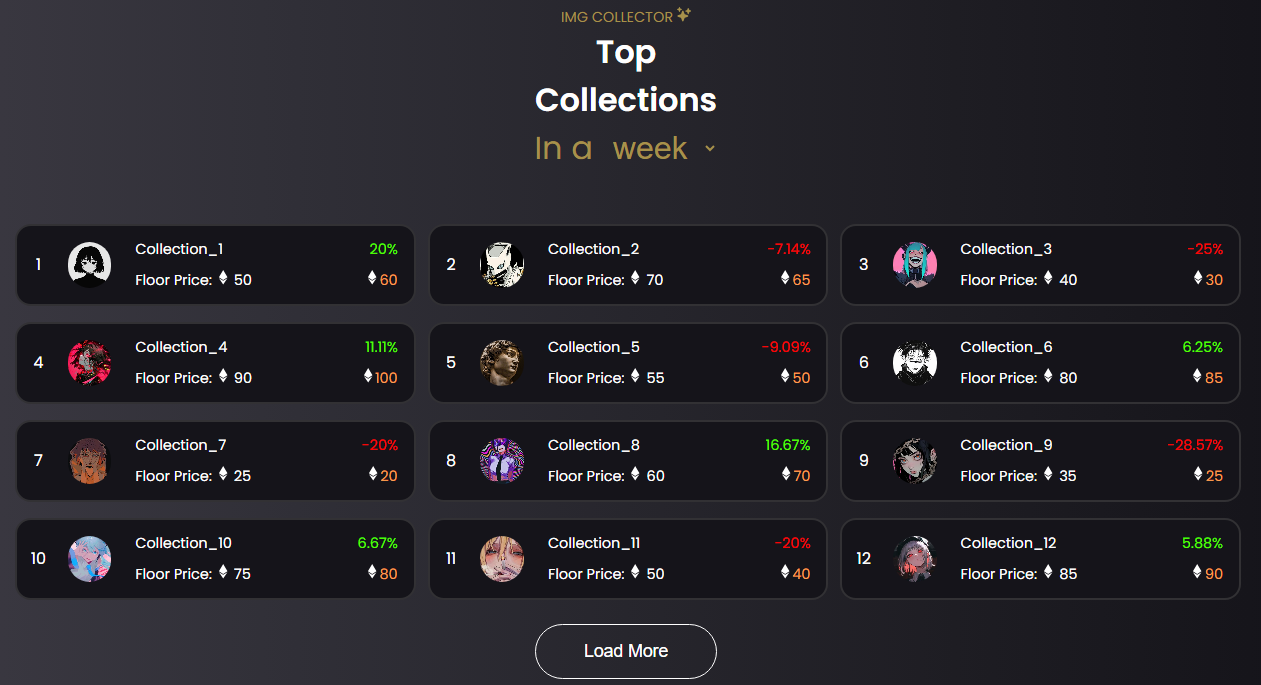 IMG COLLECTOR
Top
Collections
In a week
1
Collection_1 20%
Floor Price: 50 60
2
Collection_2 -7.14%
Floor Price: 70 65
3
Collection_3 -25%
Floor Price: 40 30
4
Collection_4 11.11%
Floor Price: 90 100
5
Collection_5 -9.09%
Floor Price: 55 50
6
Collection_6 6.25%
Floor Price: 80 85
7
Collection_7 -20%
Floor Price: 25 20
8
Collection_8 16.67%
Floor Price: 60 70
9
Collection_9 -28.57%
Floor Price: 35 25
10
Collection_10 6.67%
Floor Price: 75 80
11
Collection_11 -20%
Floor Price: 50 40
12
Collection_12 5.88%
Floor Price: 85 90
Load More